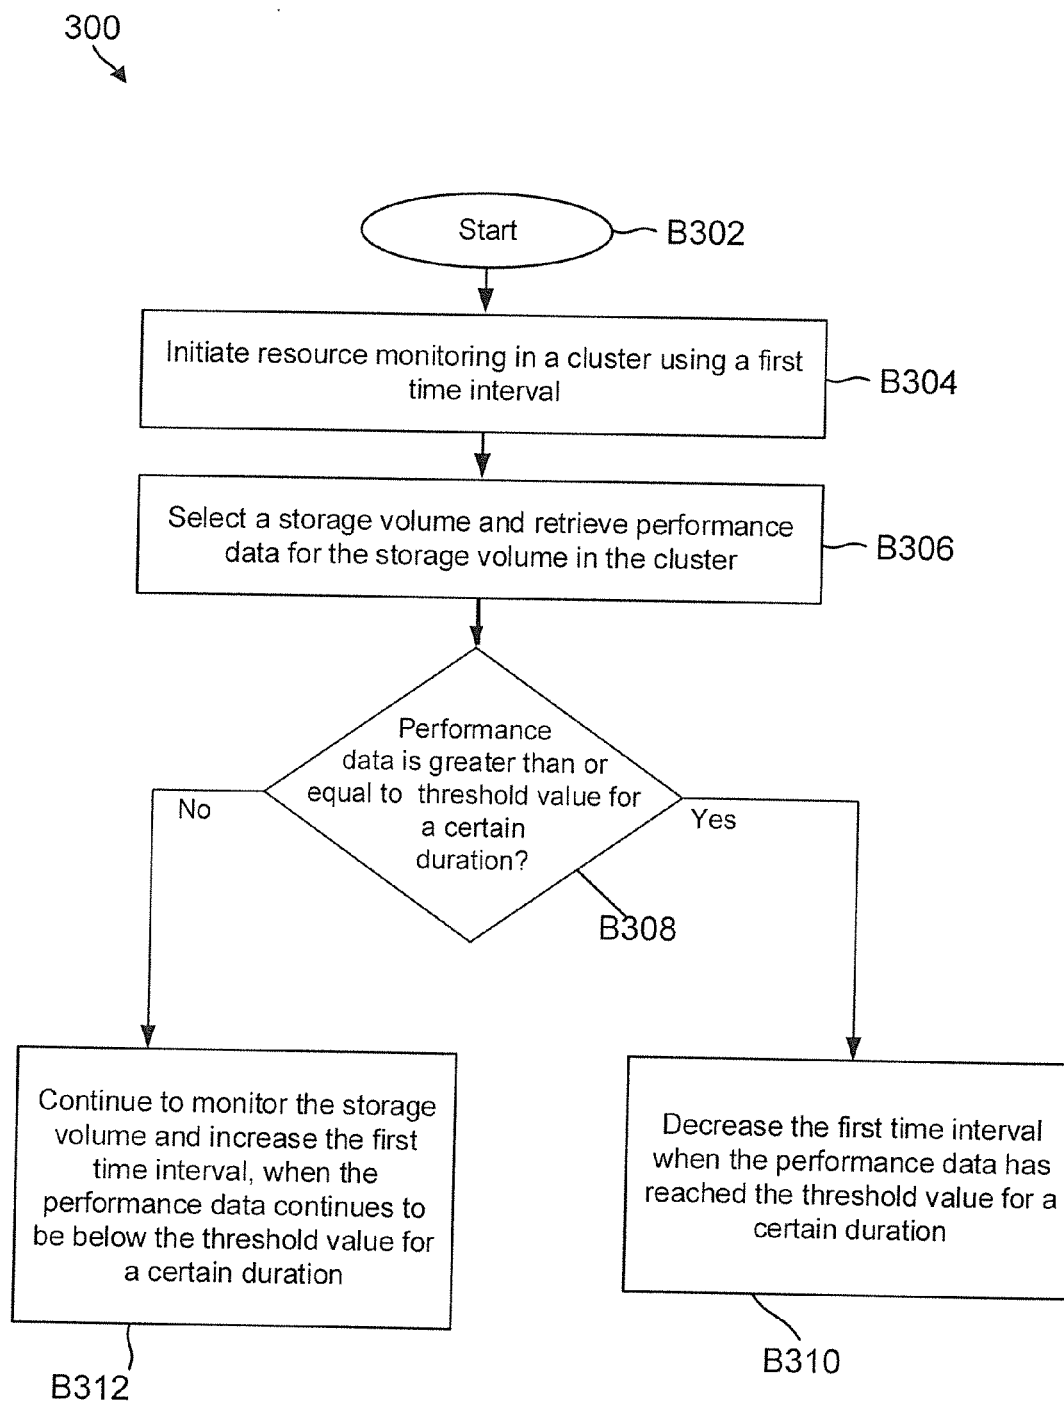 300
Start
B302
Initiate resource monitoring in a cluster using a first
time interval
B304
Select a storage volume and retrieve performance
data for the storage volume in the cluster
B306
Performance
data is greater than or
equal to threshold value for
a certain
duration?
No
Yes
B308
Continue to monitor the storage
volume and increase the first
time interval, when the
performance data continues to
be below the threshold value for
a certain duration
Decrease the first time interval
when the performance data has
reached the threshold value for a
certain duration
B310
B312